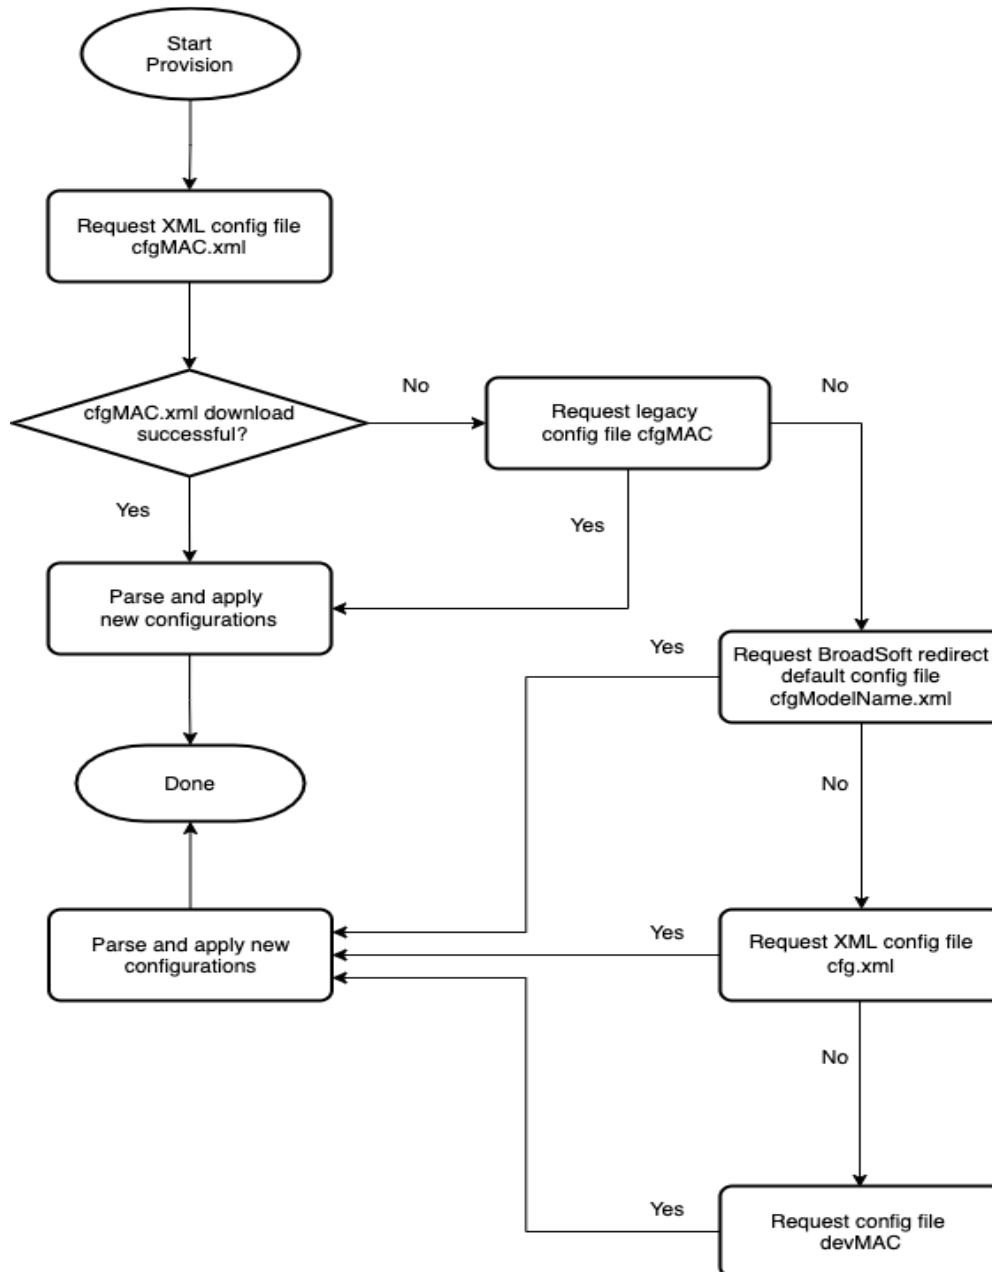 Start
Provision
Request XML config file
cfgMAC.xml
cfgMAC.xml download
successful?
No
Request legacy
config file cfgMAC
No
Yes
Yes
Parse and apply
new configurations
Yes
Request BroadSoft redirect
default config file
cfgModelName.xml
Done
No
Parse and apply new
configurations
Yes
Request XML config file
cfg.xml
No
Yes
Request config file
devMAC